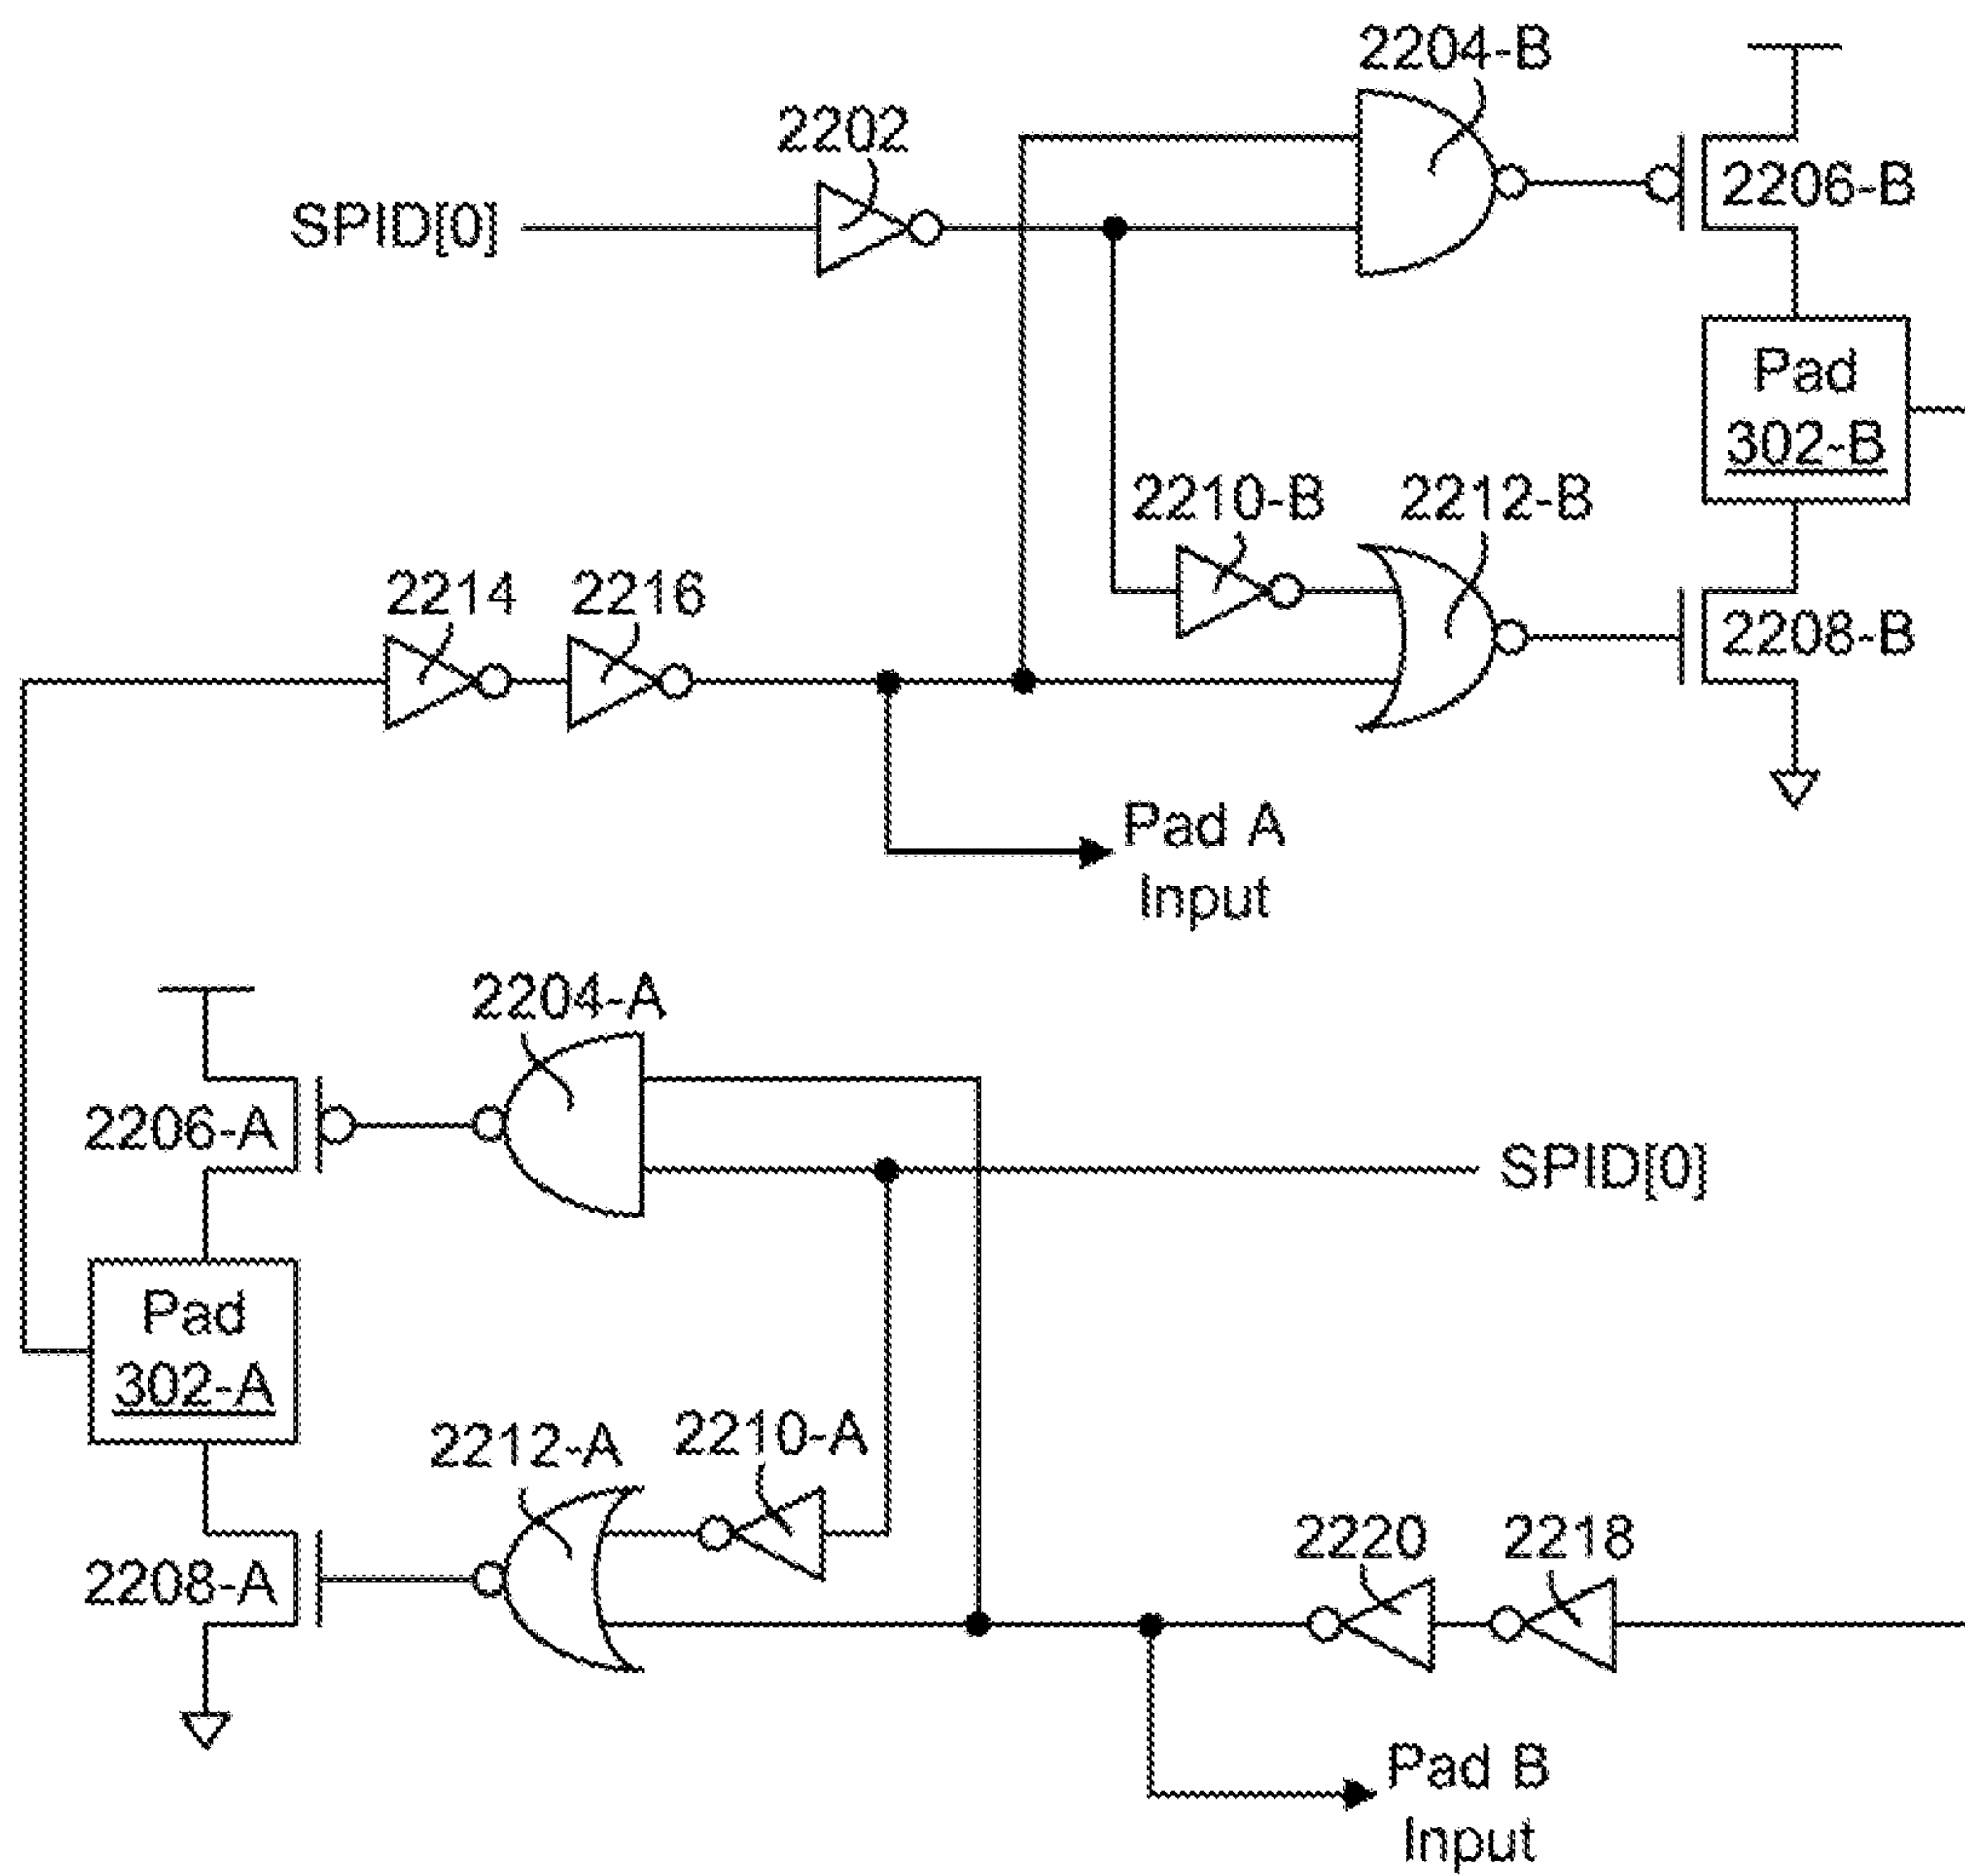 2204-B
2202
2206-B
SPID[0]
Pad
302-B
2210-B
2212-B
2214
2216
2208-B
Pad A
Input
2204-A
2206-A
SPID[0]
Pad
302-A
2212-A
2210-A
2220
2218
2208-A
Pad B
Input